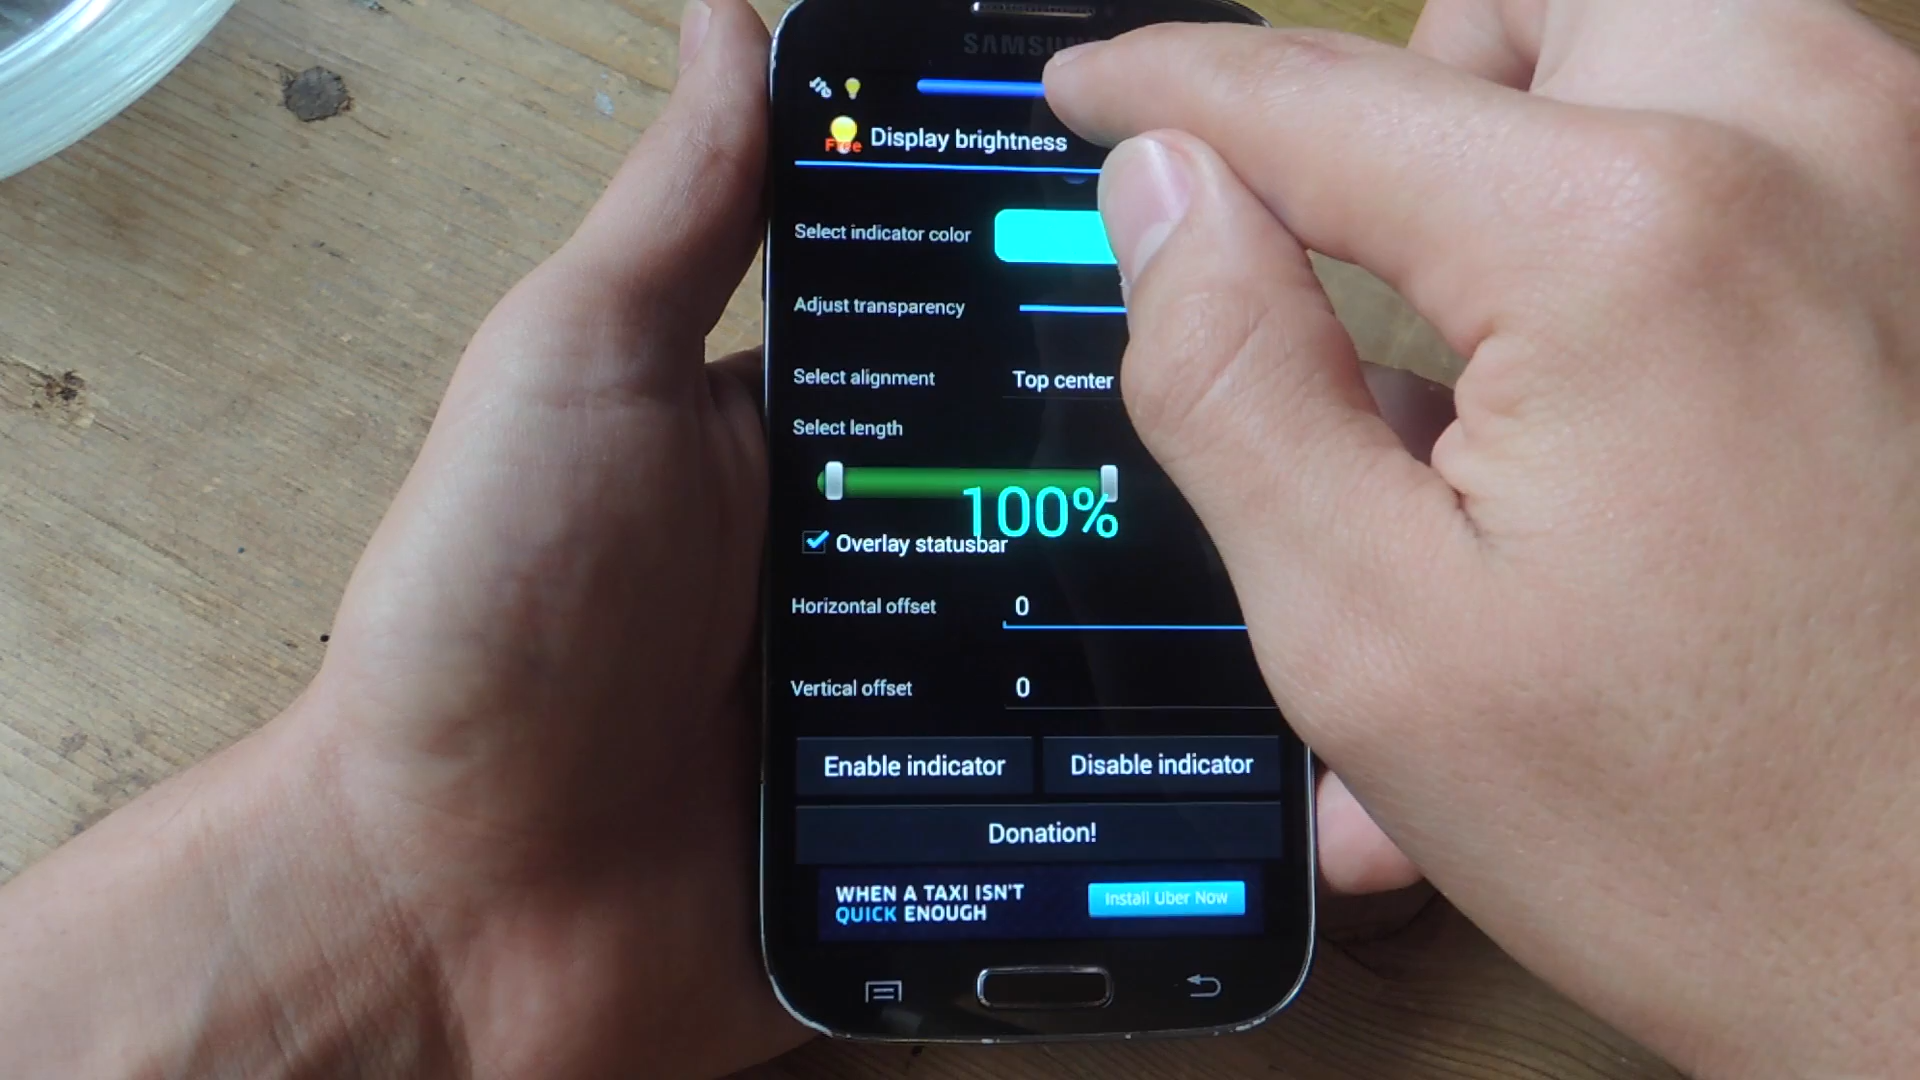 SAMSUNG
Free
Display brightness
Select indicator color
Adjust transparency
Select alignment
Top center
Select length
100%
Overlay statusbar
Horizontal offset
0
Vertical offset
0
Enable indicator
Disable indicator
Donation!
WHEN A TAXI ISN'T
QUICK ENOUGH
Install Uber Now